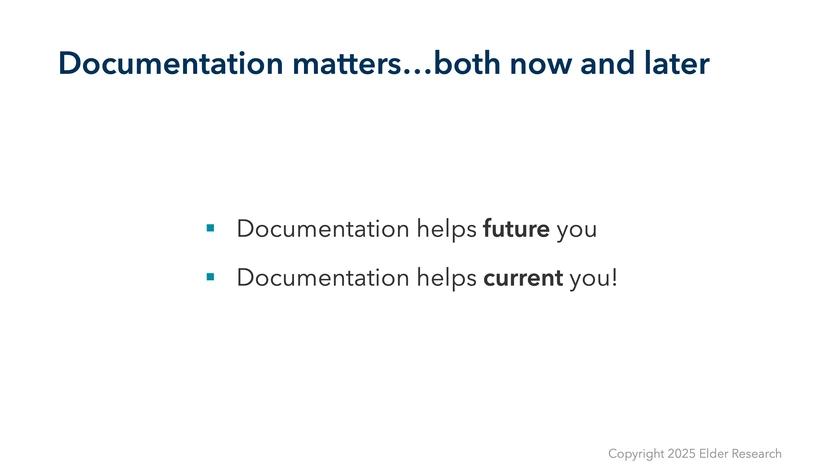 Documentation matters...both now and later
▪ Documentation helps future you
▪ Documentation helps current you!
Copyright 2025 Elder Research